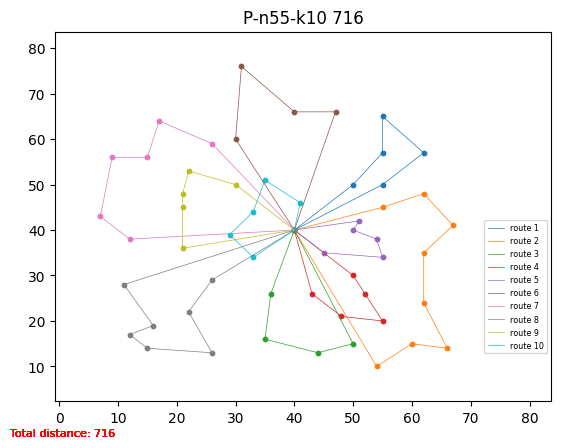 P-n55-k10 716
80
70
60
50
40
30
20
10
0 10 20 30 40 50 60 70 80
route 1
route 2
route 3
route 4
route 5
route 6
route 7
route 8
route 9
route 10
Total distance: 716